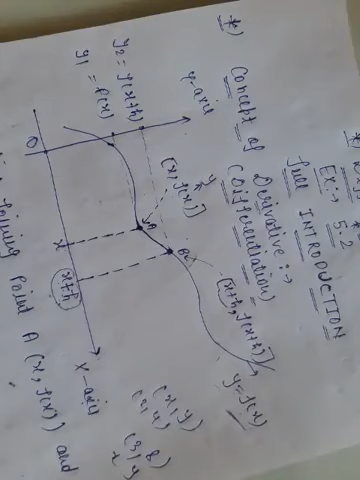 EX: 5.2
full INTRODUCTION
*) Concept of Derivative :→
(Differentiation)
y-axis
y₂ = f(x+h)
y₁ = f(x)
[x, f(x)]
y
A
B
[x+h, f(x+h)]
y = f(x)
O
x
x+h
x-axis
(x, y)
joining Point A (x, f(x)) and